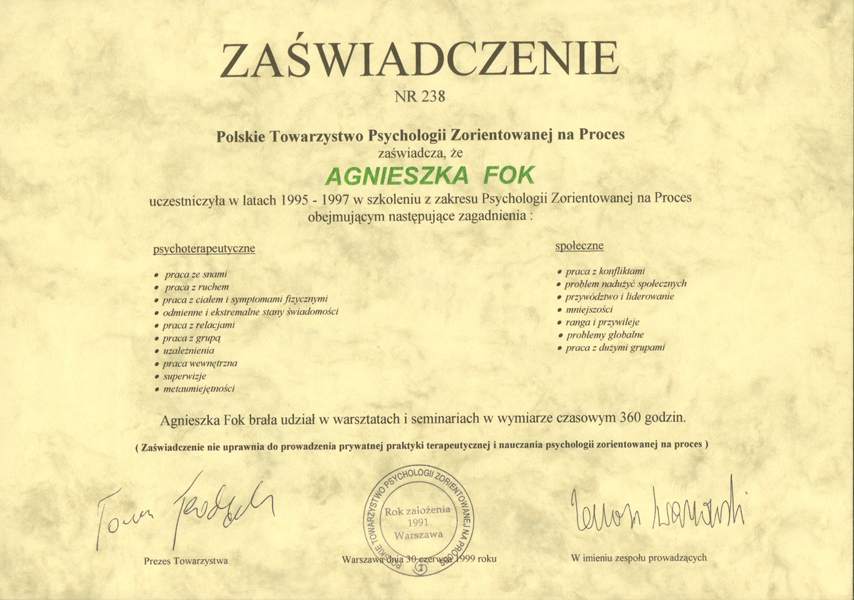 ZAŚWIADCZENIE
NR 238
Polskie Towarzystwo Psychologii Zorientowanej na Proces
zaświadcza, że
AGNIESZKA FOK
uczestniczyła w latach 1995 - 1997 w szkoleniu z zakresu Psychologii Zorientowanej na Proces
obejmującym następujące zagadnienia :
psychoterapeutyczne
• praca ze snami
• praca z ruchem
• praca z ciałem i symptomami fizycznymi
• odmienne i ekstremalne stany świadomości
• praca z relacjami
• praca z grupą
• uzależnienia
• praca wewnętrzna
• superwizje
• metaumiejętności
społeczne
• praca z konfliktami
• problem nadużyć społecznych
• przywództwo i liderowanie
• mniejszości
• ranga i przywileje
• problemy globalne
• praca z dużymi grupami
Agnieszka Fok brała udział w warsztatach i seminariach w wymiarze czasowym 360 godzin.
( Zaświadczenie nie uprawnia do prowadzenia prywatnej praktyki terapeutycznej i nauczania psychologii zorientowanej na proces )
POLSKIE TOWARZYSTWO PSYCHOLOGII ZORIENTOWANEJ NA PROCES
Rok założenia
1991
Warszawa
Prezes Towarzystwa
Warszawa dnia 30 czerwca 1999 roku
W imieniu zespołu prowadzących